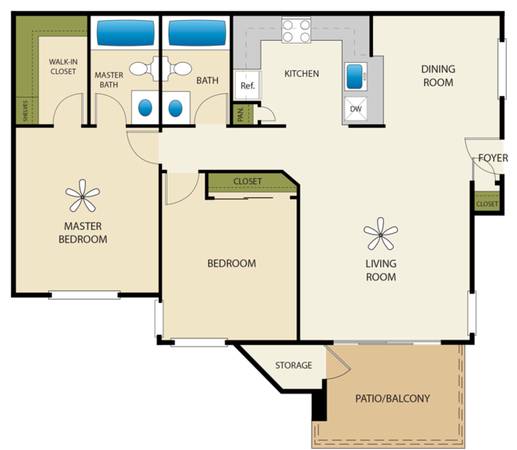 WALK-IN
CLOSET
SHELVES
MASTER
BATH
BATH
KITCHEN
Ref.
PAN.
DW
DINING
ROOM
FOYER
CLOSET
CLOSET
MASTER
BEDROOM
BEDROOM
LIVING
ROOM
STORAGE
PATIO/BALCONY